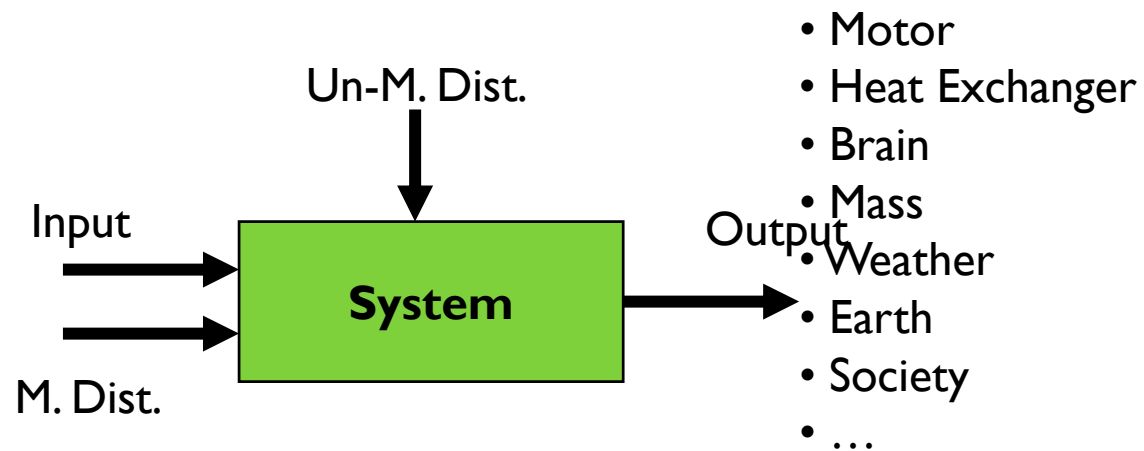 Un-M. Dist.
Input
M. Dist.
System
Output
• Motor
• Heat Exchanger
• Brain
• Mass
• Weather
• Earth
• Society
• …